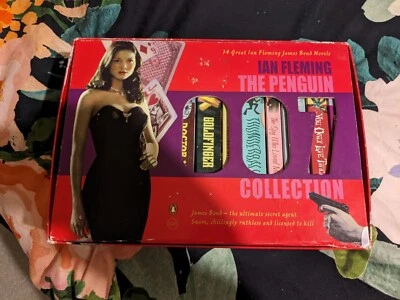 14 Great Ian Fleming James Bond Novels
IAN FLEMING
THE PENGUIN
DOCTOR
GOLDFINGER
The Spy Who Loved
You Only Live Twice
COLLECTION
James Bond – the ultimate secret agent.
Suave, chillingly ruthless and licensed to kill